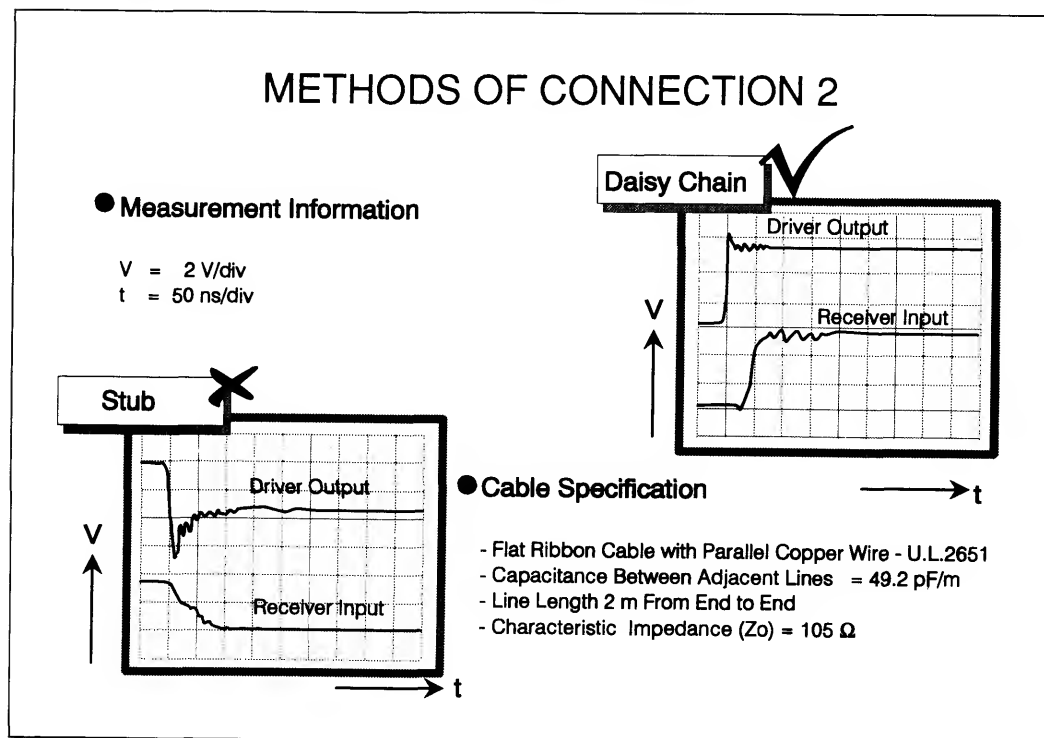 METHODS OF CONNECTION 2
● Measurement Information
V = 2 V/div
t = 50 ns/div
Daisy Chain
Driver Output
Receiver Input
V
t
Stub
Driver Output
Receiver Input
V
t
● Cable Specification
- Flat Ribbon Cable with Parallel Copper Wire - U.L.2651
- Capacitance Between Adjacent Lines = 49.2 pF/m
- Line Length 2 m From End to End
- Characteristic Impedance (Zo) = 105 Ω